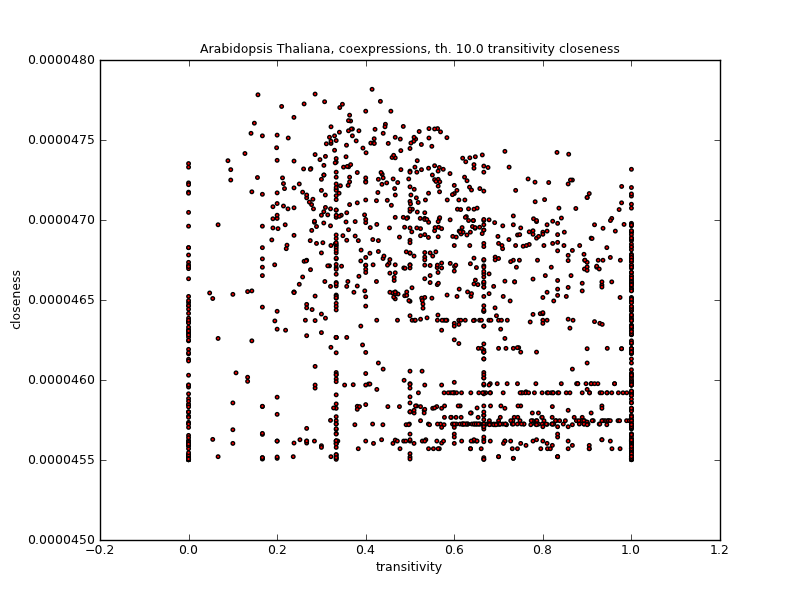 Arabidopsis Thaliana, coexpressions, th. 10.0 transitivity closeness
0.0000480
0.0000475
0.0000470
0.0000465
0.0000460
0.0000455
0.0000450
closeness
−0.2 0.0 0.2 0.4 0.6 0.8 1.0 1.2
transitivity